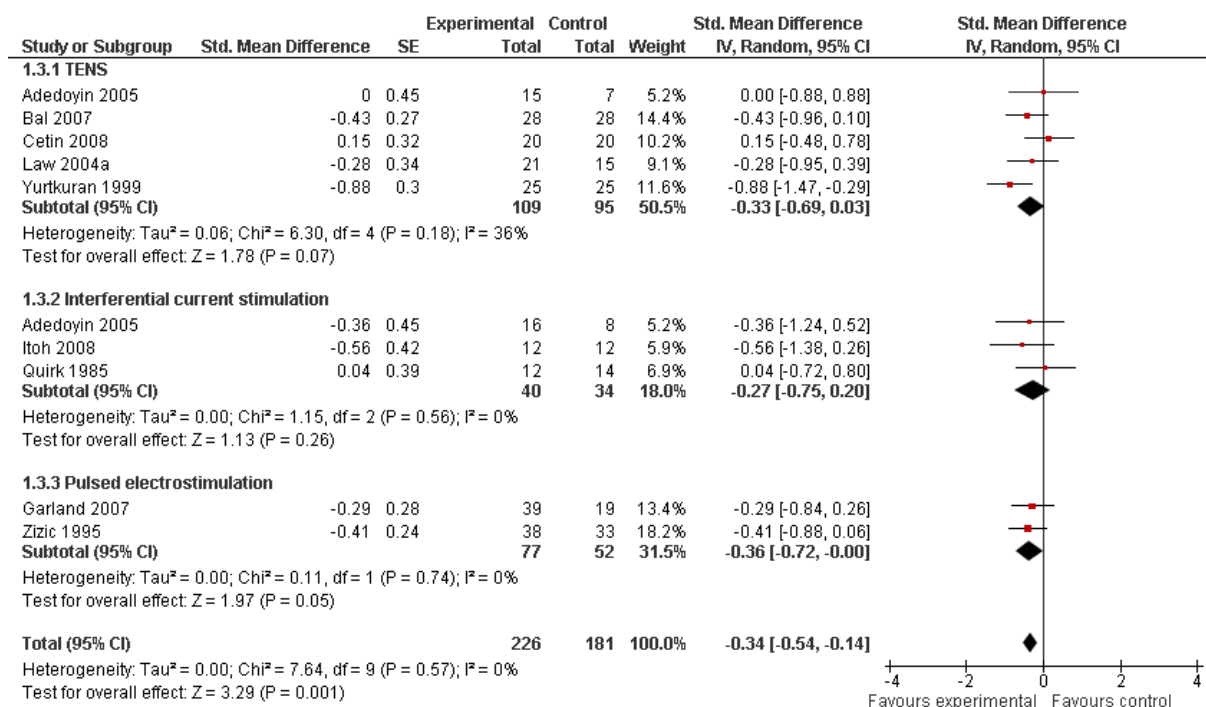 Experimental Control Std. Mean Difference Std. Mean Difference
Study or Subgroup Std. Mean Difference SE Total Total Weight IV, Random, 95% CI IV, Random, 95% CI
1.3.1 TENS
Adedoyin 2005 0 0.45 15 7 5.2% 0.00 [-0.88, 0.88]
Bal 2007 -0.43 0.27 28 28 14.4% -0.43 [-0.96, 0.10]
Cetin 2008 0.15 0.32 20 20 10.2% 0.15 [-0.48, 0.78]
Law 2004a -0.28 0.34 21 15 9.1% -0.28 [-0.95, 0.39]
Yurtkuran 1999 -0.88 0.3 25 25 11.6% -0.88 [-1.47, -0.29]
Subtotal (95% CI) 109 95 50.5% -0.33 [-0.69, 0.03]
Heterogeneity: Tau² = 0.06; Chi² = 6.30, df = 4 (P = 0.18); I² = 36%
Test for overall effect: Z = 1.78 (P = 0.07)
1.3.2 Interferential current stimulation
Adedoyin 2005 -0.36 0.45 16 8 5.2% -0.36 [-1.24, 0.52]
Itoh 2008 -0.56 0.42 12 12 5.9% -0.56 [-1.38, 0.26]
Quirk 1985 0.04 0.39 12 14 6.9% 0.04 [-0.72, 0.80]
Subtotal (95% CI) 40 34 18.0% -0.27 [-0.75, 0.20]
Heterogeneity: Tau² = 0.00; Chi² = 1.15, df = 2 (P = 0.56); I² = 0%
Test for overall effect: Z = 1.13 (P = 0.26)
1.3.3 Pulsed electrostimulation
Garland 2007 -0.29 0.28 39 19 13.4% -0.29 [-0.84, 0.26]
Zizic 1995 -0.41 0.24 38 33 18.2% -0.41 [-0.88, 0.06]
Subtotal (95% CI) 77 52 31.5% -0.36 [-0.72, -0.00]
Heterogeneity: Tau² = 0.00; Chi² = 0.11, df = 1 (P = 0.74); I² = 0%
Test for overall effect: Z = 1.97 (P = 0.05)
Total (95% CI) 226 181 100.0% -0.34 [-0.54, -0.14]
Heterogeneity: Tau² = 0.00; Chi² = 7.64, df = 9 (P = 0.57); I² = 0%
Test for overall effect: Z = 3.29 (P = 0.001)
-4 -2 0 2 4
Favours experimental Favours control